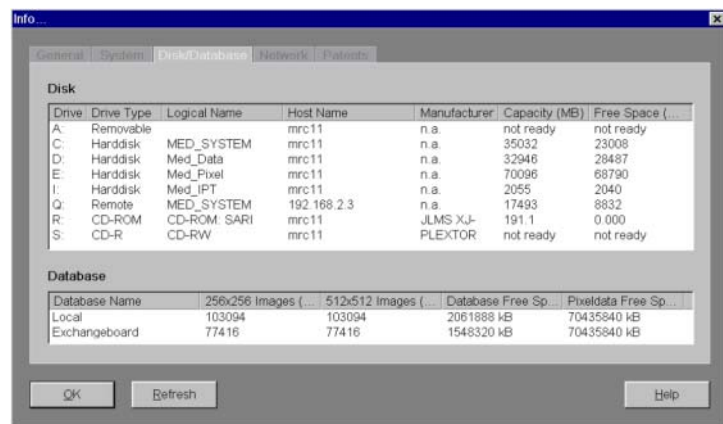 Info...
General System Disk/Database Network Patents
Disk
Drive Drive Type Logical Name Host Name Manufacturer Capacity (MB) Free Space (...
A: Removable mrc11 n.a. not ready not ready
C: Harddisk MED_SYSTEM mrc11 n.a. 35032 23008
D: Harddisk Med_Data mrc11 n.a. 32946 28487
E: Harddisk Med_Pixel mrc11 n.a. 70096 68790
I: Harddisk Med_IPT mrc11 n.a. 2055 2040
Q: Remote MED_SYSTEM 192.168.2.3 n.a. 17493 8832
R: CD-ROM CD-ROM: SARI mrc11 JLMS XJ- 191.1 0.000
S: CD-R CD-RW mrc11 PLEXTOR not ready not ready
Database
Database Name 256x256 Images (... 512x512 Images (... Database Free Sp... Pixeldata Free Sp...
Local 103094 103094 2061888 kB 70435840 kB
Exchangeboard 77416 77416 1548320 kB 70435840 kB
OK Refresh Help